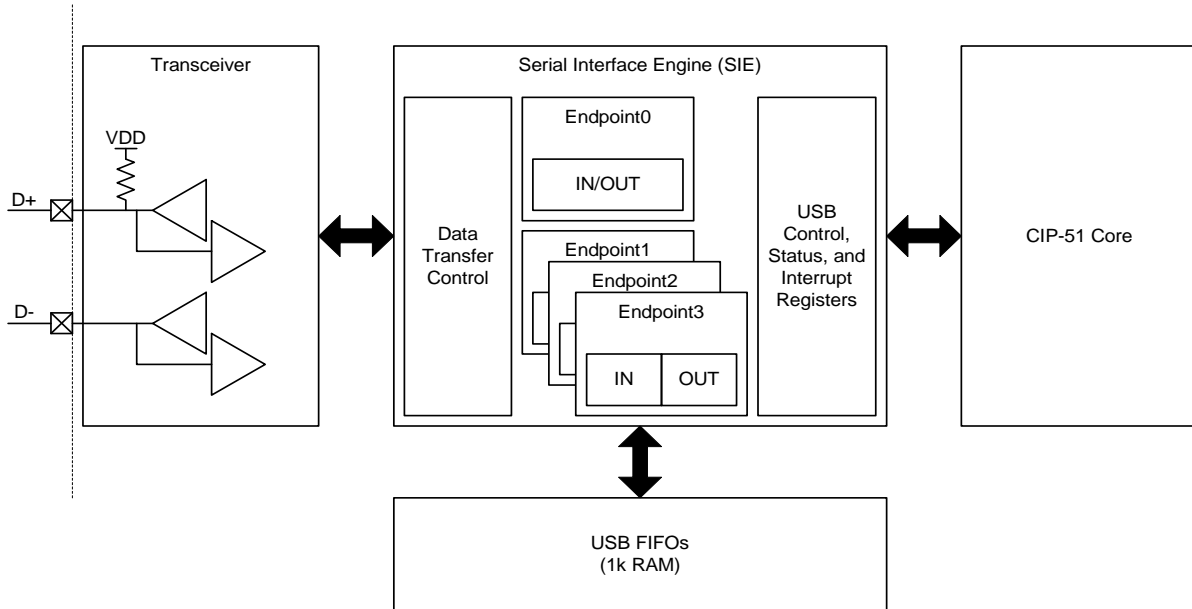 Transceiver
VDD
D+
D-
Serial Interface Engine (SIE)
Data
Transfer
Control
Endpoint0
IN/OUT
Endpoint1
Endpoint2
Endpoint3
IN
OUT
USB
Control,
Status, and
Interrupt
Registers
CIP-51 Core
USB FIFOs
(1k RAM)